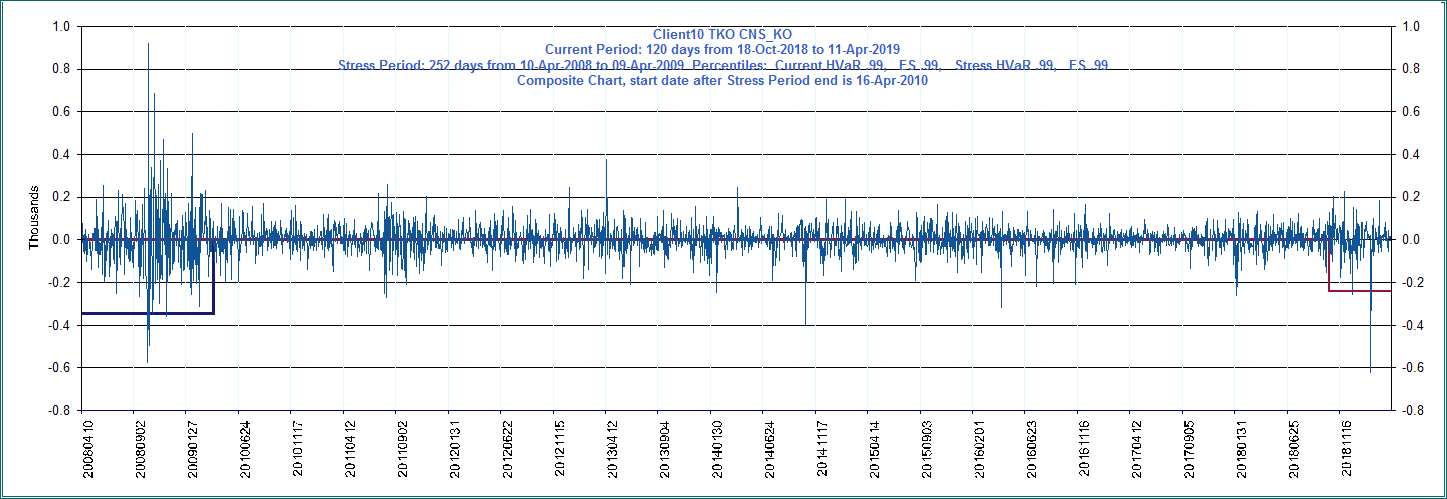 Client10 TKO CNS_KO
Current Period: 120 days from 18-Oct-2018 to 11-Apr-2019
Stress Period: 252 days from 10-Apr-2008 to 09-Apr-2009 Percentiles: Current HVaR .99, ES .99, Stress HVaR .99, ES .99
Composite Chart, start date after Stress Period end is 16-Apr-2010
1.0 1.0
0.8 0.8
0.6 0.6
0.4 0.4
0.2 0.2
0.0 0.0
-0.2 -0.2
-0.4 -0.4
-0.6 -0.6
-0.8 -0.8
Thousands
20080410 20080902 20090127 20100624 20101117 20110412 20110902 20120131 20120622 20121115 20130412 20130904 20140130 20140624 20141117 20150414 20150903 20160201 20160623 20161116 20170412 20170905 20180131 20180625 20181116